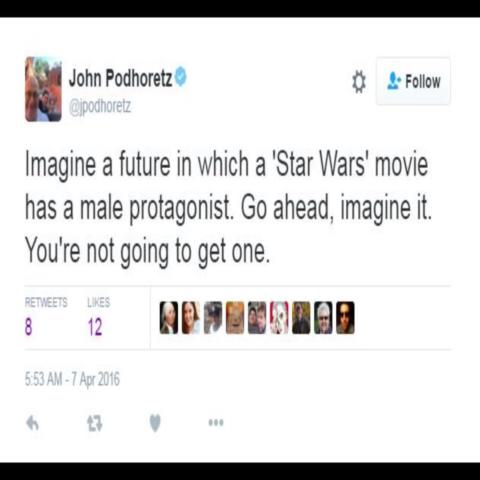 John Podhoretz
@jpodhoretz
Follow
Imagine a future in which a 'Star Wars' movie
has a male protagonist. Go ahead, imagine it.
You're not going to get one.
RETWEETS LIKES
8 12
5:53 AM - 7 Apr 2016